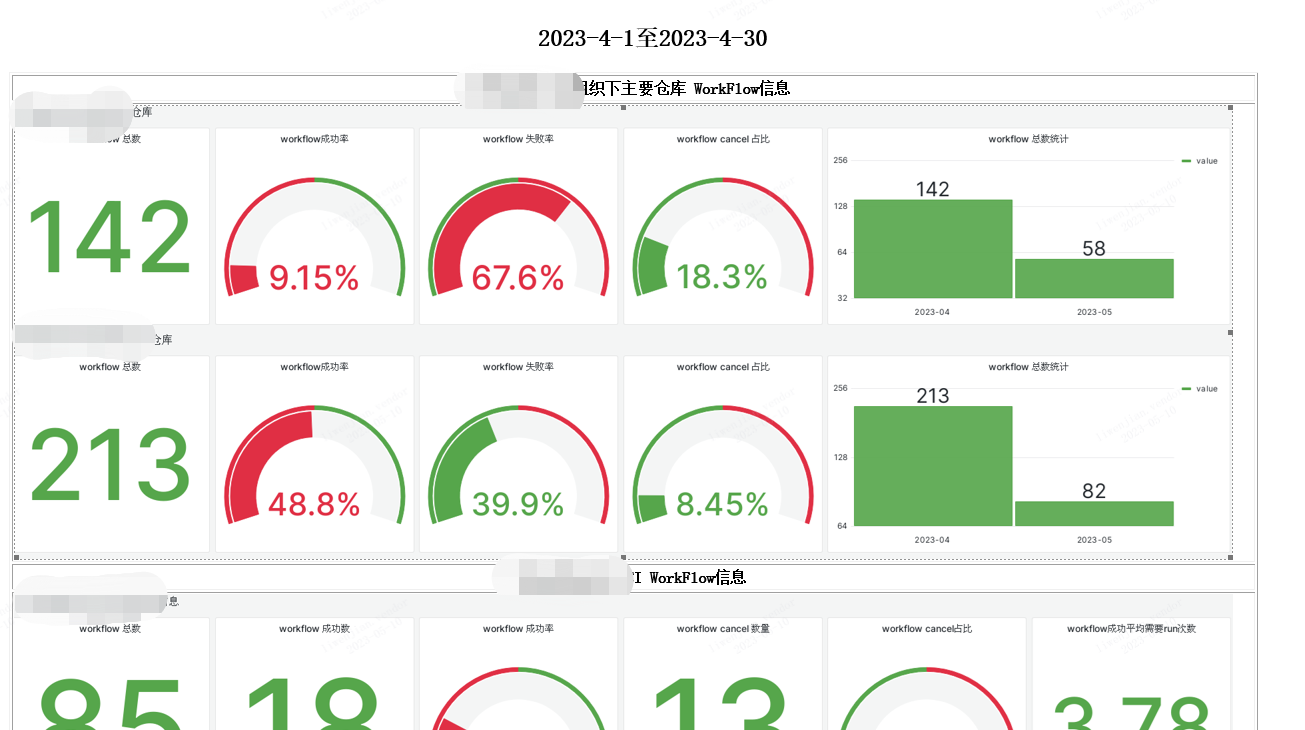 2023-4-1至2023-4-30
组织下主要仓库 WorkFlow信息
仓库
总数
workflow成功率
workflow 失败率
workflow cancel 占比
workflow 总数统计
142
9.15%
67.6%
18.3%
256
128
64
32
142
58
2023-04
2023-05
value
仓库
workflow 总数
workflow成功率
workflow 失败率
workflow cancel 占比
workflow 总数统计
213
48.8%
39.9%
8.45%
256
128
64
213
82
2023-04
2023-05
value
I WorkFlow信息
息
workflow 总数
workflow 成功数
workflow 成功率
workflow cancel 数量
workflow cancel占比
workflow成功平均需要run次数
85
18
13
3.78